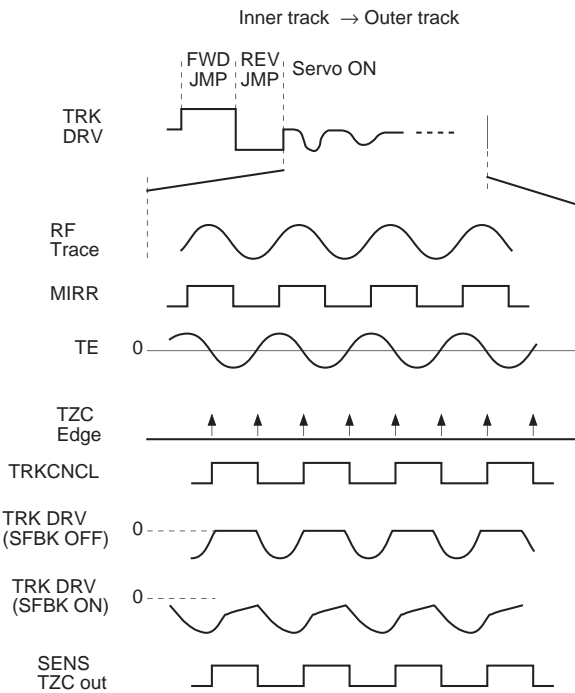 Inner track → Outer track
FWD JMP
REV JMP
Servo ON
TRK
DRV
RF
Trace
MIRR
TE
0
TZC
Edge
TRKCNCL
TRK DRV
(SFBK OFF)
0
TRK DRV
(SFBK ON)
0
SENS
TZC out